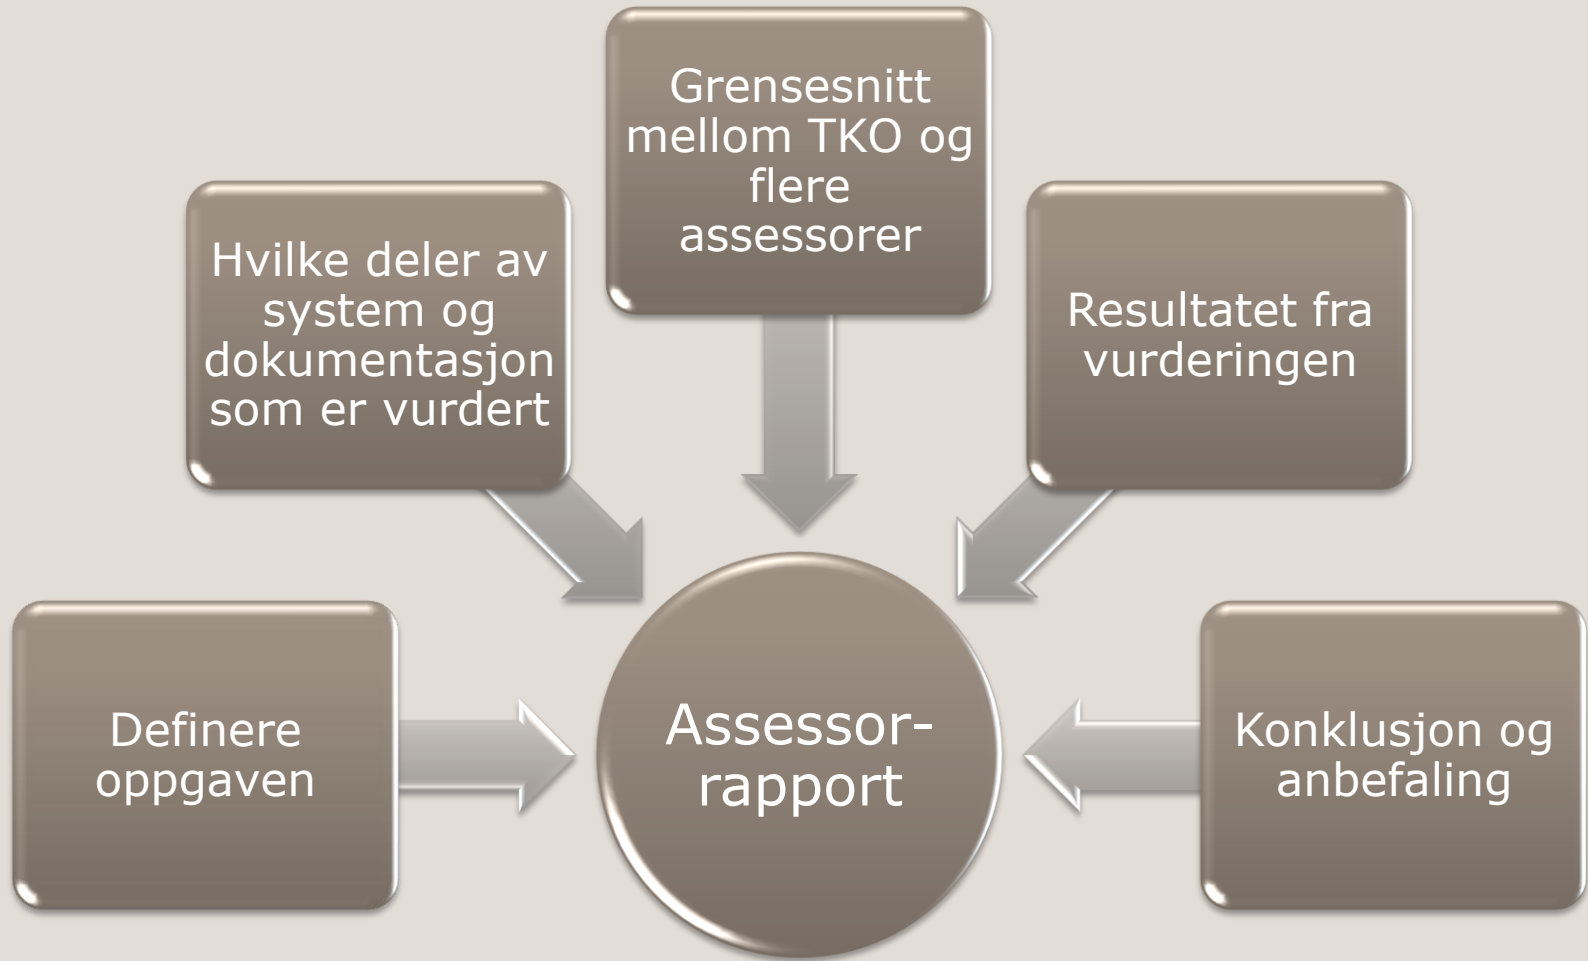 Grensesnitt
mellom TKO og
flere
assessorer
Hvilke deler av
system og
dokumentasjon
som er vurdert
Resultatet fra
vurderingen
Definere
oppgaven
Assessor-
rapport
Konklusjon og
anbefaling